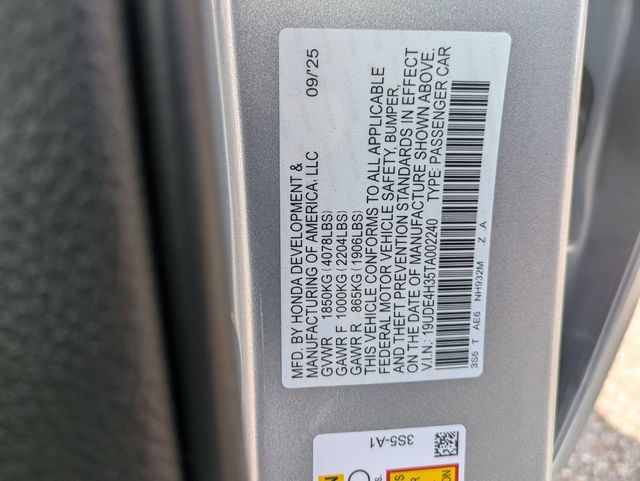 MFD. BY HONDA DEVELOPMENT &
MANUFACTURING OF AMERICA, LLC 09/'25
GVWR 1850KG(4078LBS)
GAWR F 1000KG(2204LBS)
GAWR R 865KG(1906LBS)
THIS VEHICLE CONFORMS TO ALL APPLICABLE
FEDERAL MOTOR VEHICLE SAFETY, BUMPER,
AND THEFT PREVENTION STANDARDS IN EFFECT
ON THE DATE OF MANUFACTURE SHOWN ABOVE.
V.I.N.: 19UDE4H35TA002240 TYPE: PASSENGER CAR
3S5 T AE6 NH932M Z A
3S5-A1